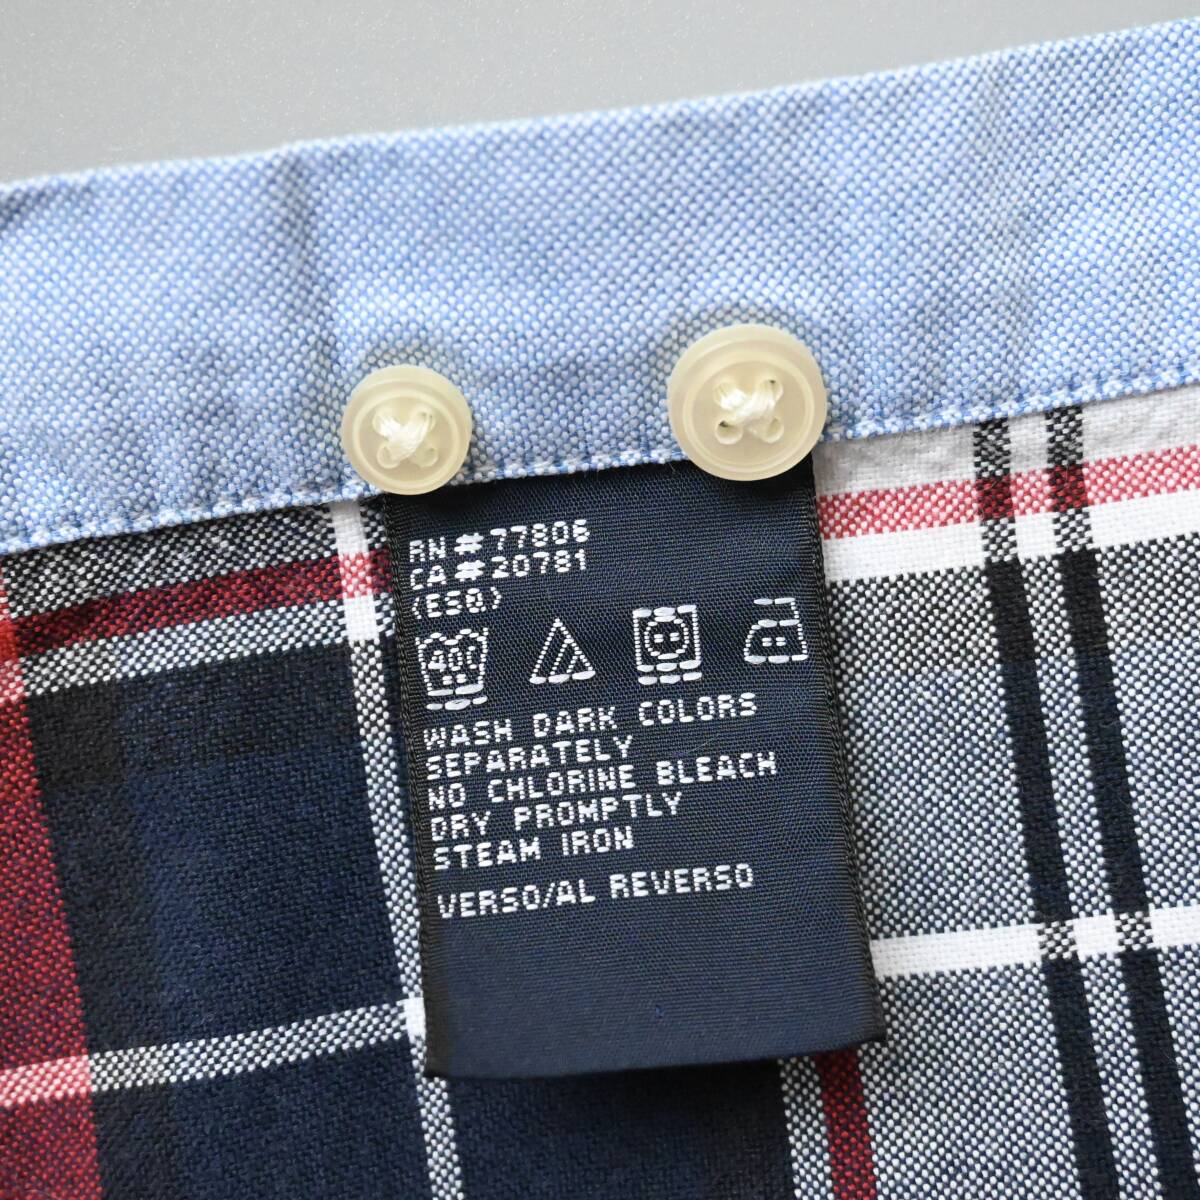 RN#77806
CA#20781
(ESQ)
40C
WASH DARK COLORS
SEPARATELY
NO CHLORINE BLEACH
DRY PROMPTLY
STEAM IRON
VERSO/AL REVERSO